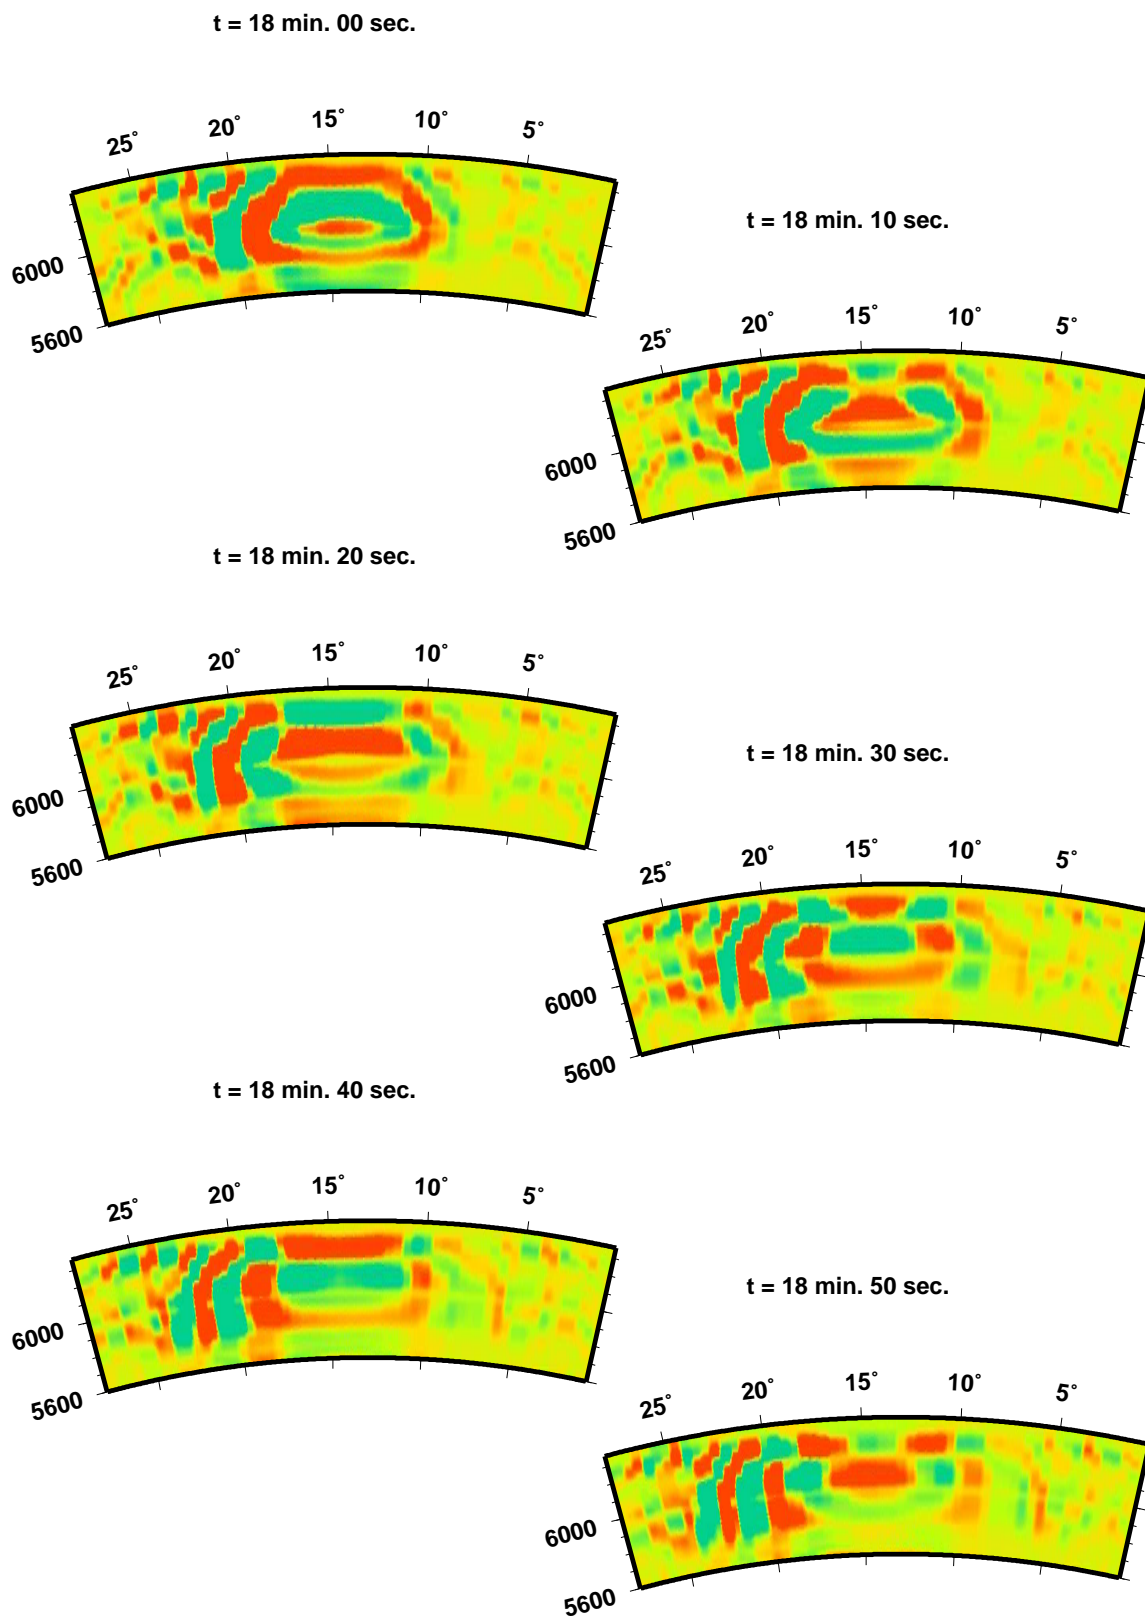 t = 18 min. 00 sec.
25° 20° 15° 10° 5°
6000
5600
t = 18 min. 10 sec.
25° 20° 15° 10° 5°
6000
5600
t = 18 min. 20 sec.
25° 20° 15° 10° 5°
6000
5600
t = 18 min. 30 sec.
25° 20° 15° 10° 5°
6000
5600
t = 18 min. 40 sec.
25° 20° 15° 10° 5°
6000
5600
t = 18 min. 50 sec.
25° 20° 15° 10° 5°
6000
5600